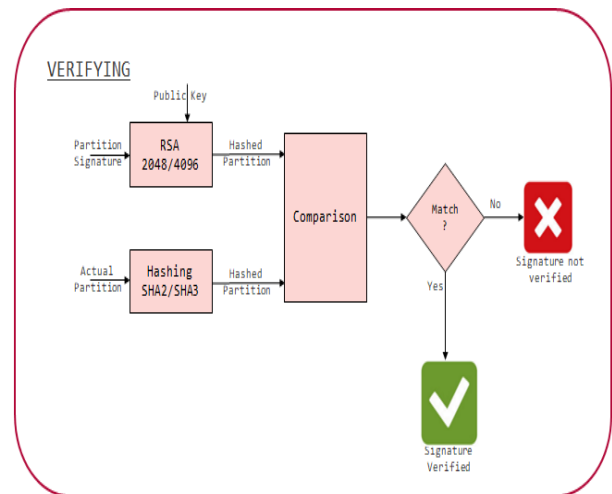 VERIFYING
Public Key
Partition
Signature
RSA
2048/4096
Hashed
Partition
Comparison
Match
?
No
Signature not
verified
Actual
Partition
Hashing
SHA2/SHA3
Hashed
Partition
Yes
Signature
Verified